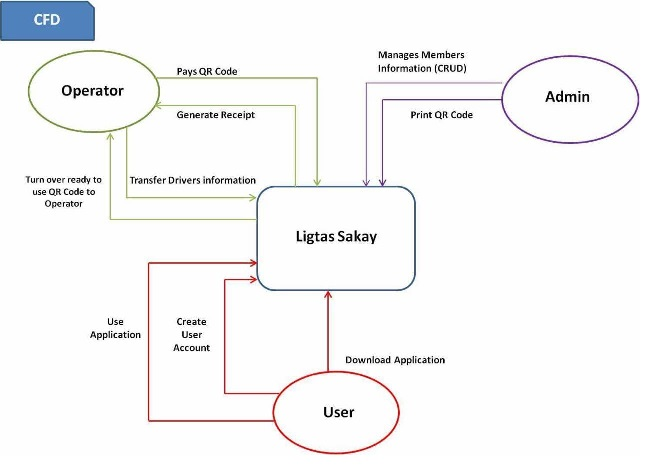 CFD
Operator
Pays QR Code
Generate Receipt
Manages Members
Information (CRUD)
Print QR Code
Admin
Turn over ready to
use QR Code to
Operator
Transfer Drivers information
Ligtas Sakay
Use
Application
Create
User
Account
Download Application
User